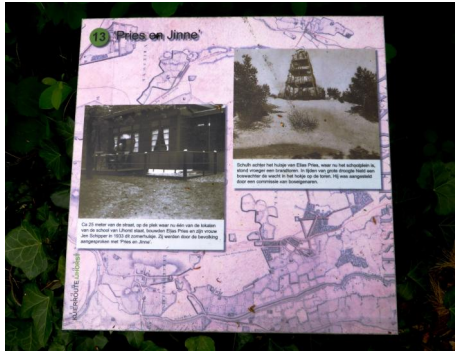 13 'Pries en Jinne'
Schuin achter het huisje van Elias Pries, waar nu het schoolplein is,
stond vroeger een brandtoren. In tijden van grote droogte hield een
boswachter de wacht in het hokje op de toren. Hij was aangesteld
door een commissie van boseigenaren.
Ca 25 meter van de straat, op de plek waar nu één van de lokalen
van de school van Lhorst staat, bouwden Elias Pries en zijn vrouw
Jen Schipper in 1933 dit zomerhuisje. Zij werden door de bevolking
aangesproken met 'Pries en Jinne'.